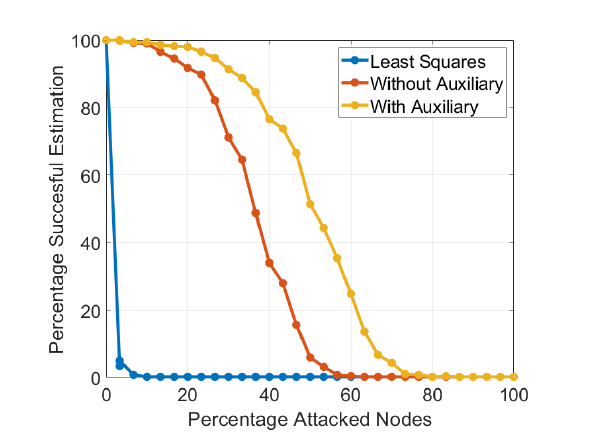 Percentage Succesful Estimation
100
80
60
40
20
0
0 20 40 60 80 100
Percentage Attacked Nodes
Least Squares
Without Auxiliary
With Auxiliary